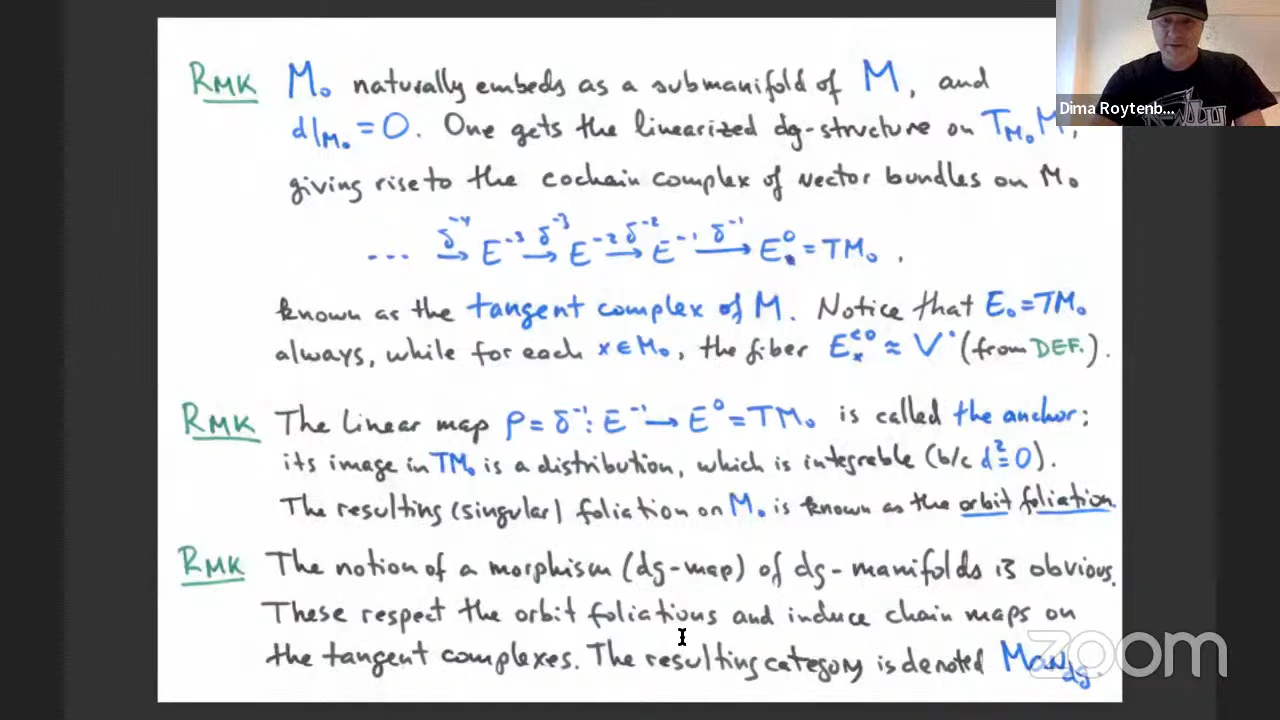 RMK M₀ naturally embeds as a submanifold of M, and
d|M₀ = 0. One gets the linearized dg-structure on T_M₀ M,
giving rise to the cochain complex of vector bundles on M₀
... →^δ⁻⁴ E⁻³ →^δ⁻³ E⁻² →^δ⁻² E⁻¹ →^δ⁻¹ E⁰ = TM₀ .
known as the tangent complex of M. Notice that E₀ = TM₀
always, while for each x ∈ M₀, the fiber E_x^<0 ≈ V• (from DEF.).
RMK The linear map ρ = δ⁻¹: E⁻¹ → E⁰ = TM₀ is called the anchor;
its image in TM₀ is a distribution, which is integrable (b/c d² = 0).
The resulting (singular) foliation on M₀ is known as the orbit foliation.
RMK The notion of a morphism (dg-map) of dg-manifolds is obvious.
These respect the orbit foliations and induce chain maps on
the tangent complexes. The resulting category is denoted Man_dg
Dima Roytenb...
zoom